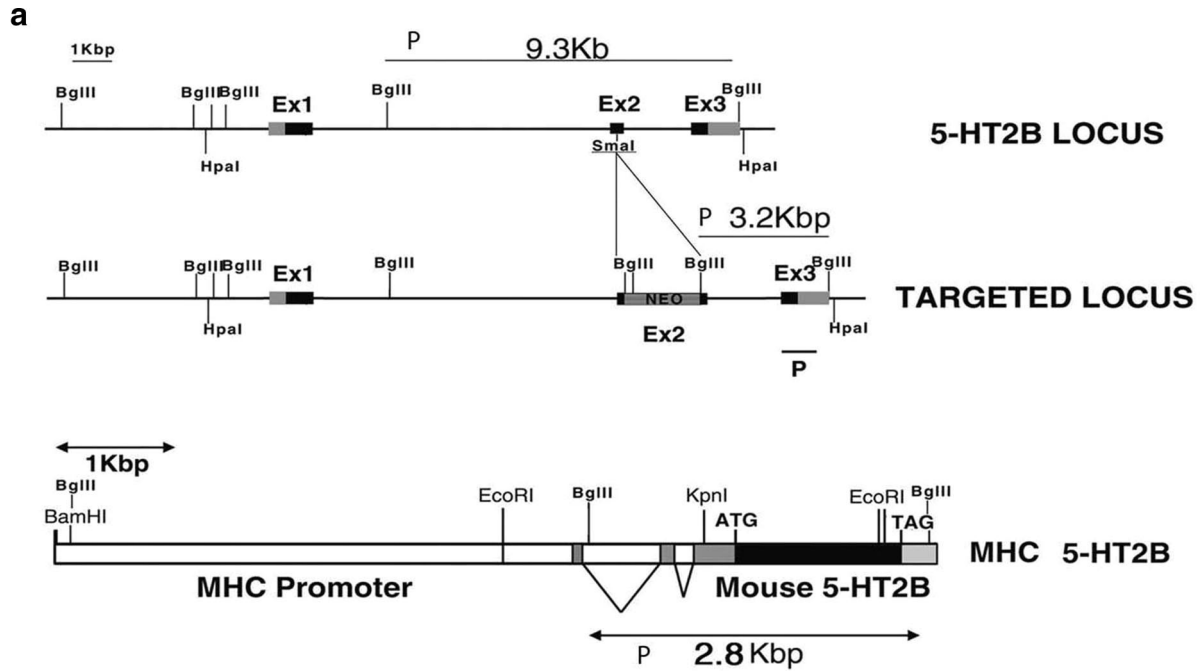 a
1Kbp
P 9.3Kb
BglII BglII BglII BglII BglII
Ex1 Ex2 Ex3
HpaI SmaI HpaI
5-HT2B LOCUS
P 3.2Kbp
BglII BglII BglII BglII BglII BglII BglII
Ex1 NEO Ex3
TARGETED LOCUS
HpaI Ex2 HpaI
P
1Kbp
BglII EcoRI BglII KpnI EcoRI BglII
BamHI ATG TAG
MHC 5-HT2B
MHC Promoter Mouse 5-HT2B
P 2.8 Kbp